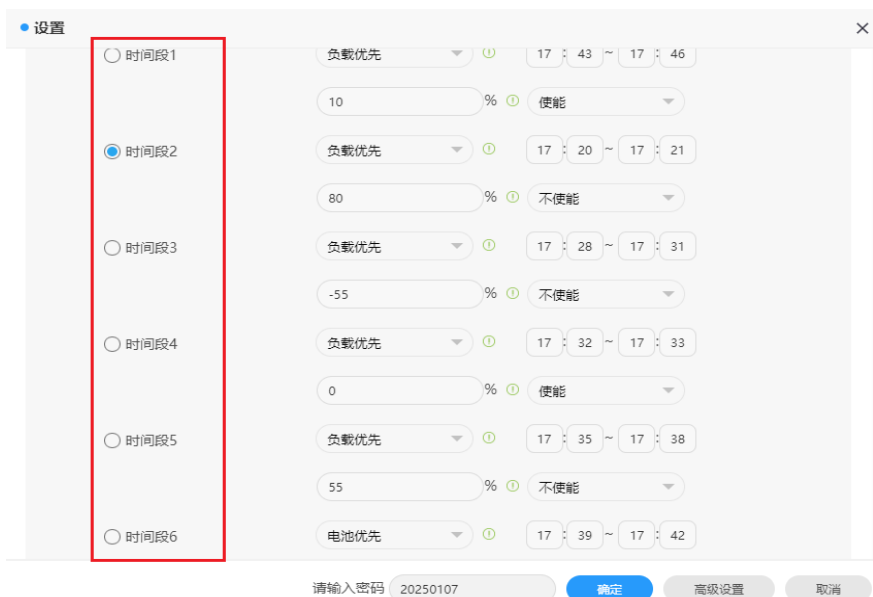 设置
时间段1 负载优先 17 : 43 ~ 17 : 46
10 % 使能
时间段2 负载优先 17 : 20 ~ 17 : 21
80 % 不使能
时间段3 负载优先 17 : 28 ~ 17 : 31
-55 % 不使能
时间段4 负载优先 17 : 32 ~ 17 : 33
0 % 使能
时间段5 负载优先 17 : 35 ~ 17 : 38
55 % 不使能
时间段6 电池优先 17 : 39 ~ 17 : 42
请输入密码 20250107 确定 高级设置 取消